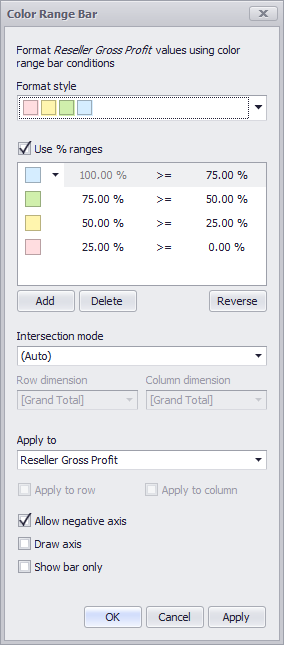 Color Range Bar
Format Reseller Gross Profit values using color
range bar conditions
Format style
Use % ranges
100.00 % >= 75.00 %
75.00 % >= 50.00 %
50.00 % >= 25.00 %
25.00 % >= 0.00 %
Add Delete Reverse
Intersection mode
(Auto)
Row dimension Column dimension
[Grand Total] [Grand Total]
Apply to
Reseller Gross Profit
Apply to row Apply to column
Allow negative axis
Draw axis
Show bar only
OK Cancel Apply